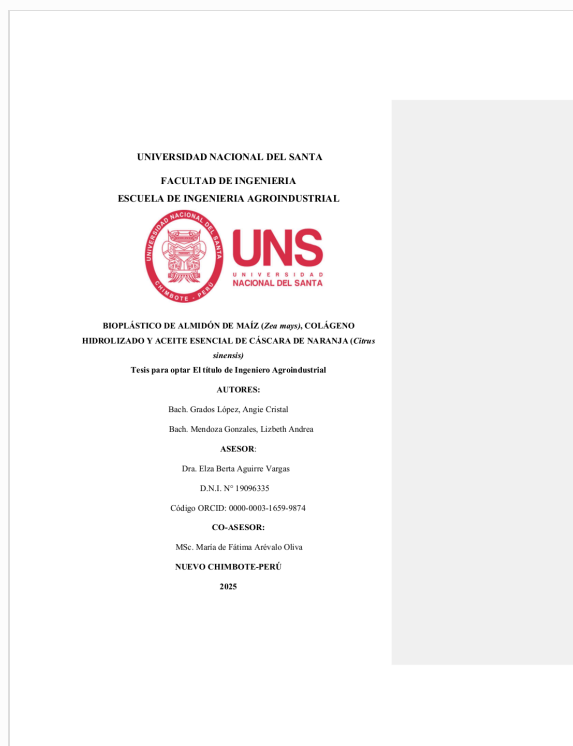 UNIVERSIDAD NACIONAL DEL SANTA
FACULTAD DE INGENIERIA
ESCUELA DE INGENIERIA AGROINDUSTRIAL
UNIVERSIDAD NACIONAL DEL SANTA
CHIMBOTE - PERÚ
UNS
UNIVERSIDAD
NACIONAL DEL SANTA
BIOPLÁSTICO DE ALMIDÓN DE MAÍZ (Zea mays), COLÁGENO
HIDROLIZADO Y ACEITE ESENCIAL DE CÁSCARA DE NARANJA (Citrus
sinensis)
Tesis para optar El título de Ingeniero Agroindustrial
AUTORES:
Bach. Grados López, Angie Cristal
Bach. Mendoza Gonzales, Lizbeth Andrea
ASESOR:
Dra. Elza Berta Aguirre Vargas
D.N.I. N° 19096335
Código ORCID: 0000-0003-1659-9874
CO-ASESOR:
MSc. María de Fátima Arévalo Oliva
NUEVO CHIMBOTE-PERÚ
2025